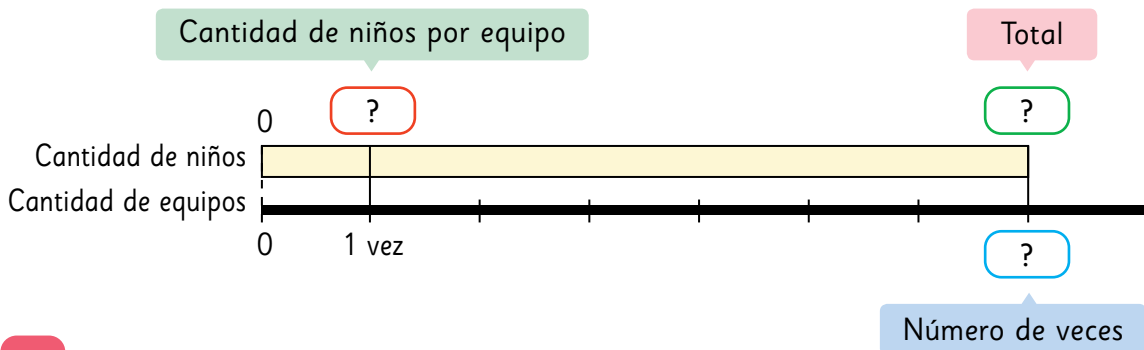 Cantidad de niños por equipo
Total
0
?
?
Cantidad de niños
Cantidad de equipos
0
1 vez
?
Número de veces